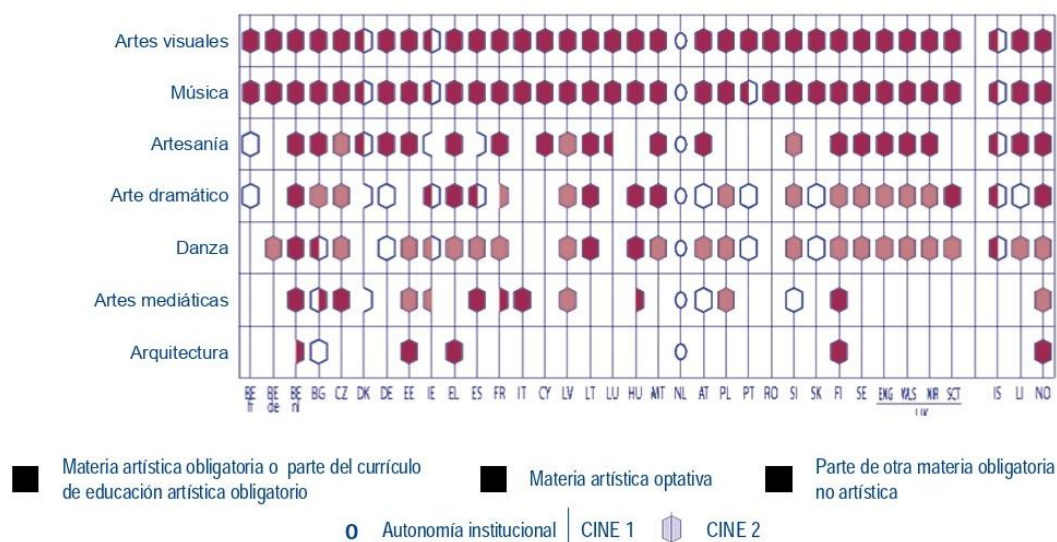 Artes visuales
Música
Artesanía
Arte dramático
Danza
Artes mediáticas
Arquitectura
BE fr BE de BE nl BG CZ DK DE EE IE EL ES FR IT CY LV LT LU HU MT NL AT PL PT RO SI SK FI SE ENG WLS NIR SCT IS LI NO
UK
Materia artística obligatoria o parte del currículo
de educación artística obligatorio
Materia artística optativa
Parte de otra materia obligatoria
no artística
O Autonomía institucional CINE 1 CINE 2